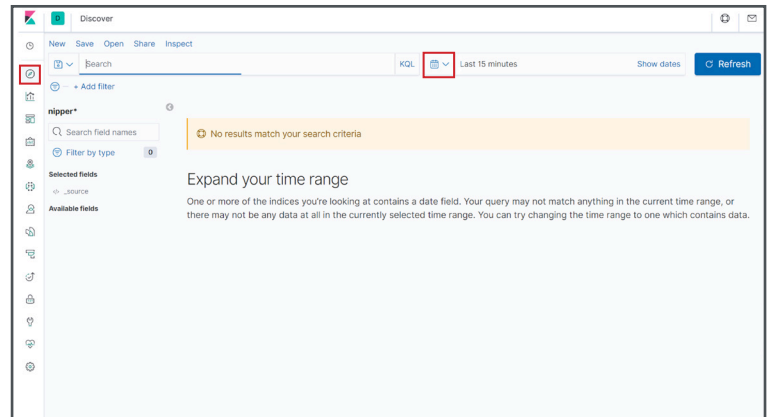 D Discover
New Save Open Share Inspect
Search KQL Last 15 minutes Show dates Refresh
+ Add filter
nipper*
Search field names
Filter by type 0
Selected fields
</> _source
Available fields
No results match your search criteria
Expand your time range
One or more of the indices you're looking at contains a date field. Your query may not match anything in the current time range, or
there may not be any data at all in the currently selected time range. You can try changing the time range to one which contains data.